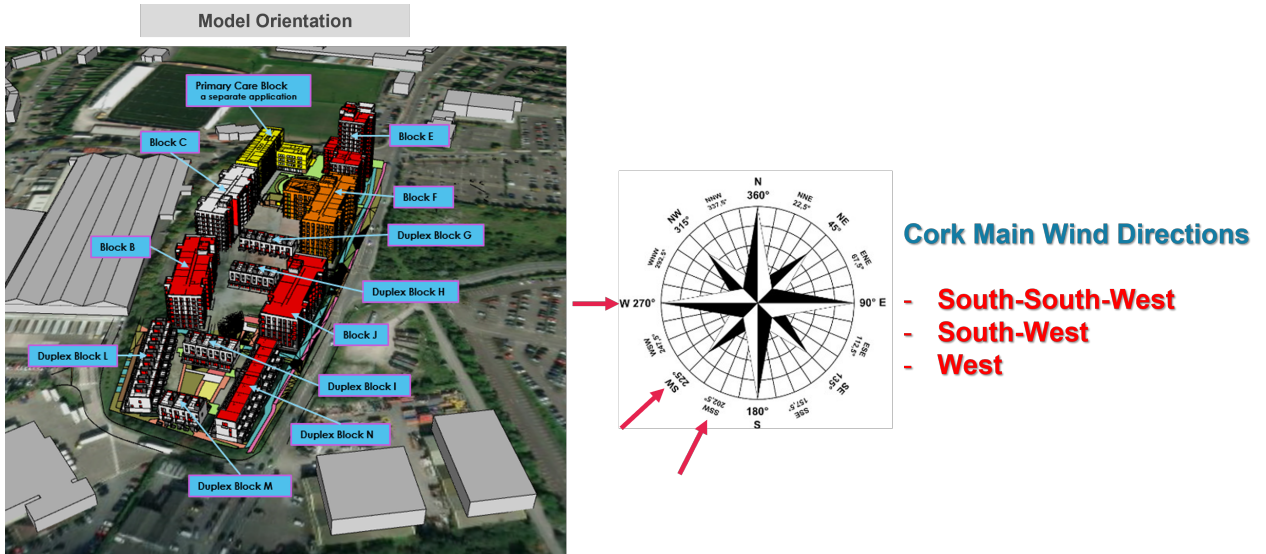 Model Orientation
Primary Care Block
a separate application
Block E
Block C
Block F
Duplex Block G
Block B
Duplex Block H
Block J
Duplex Block L
Duplex Block I
Duplex Block N
Duplex Block M
N
360°
NNW
337,5°
NNE
22,5°
NW
315°
NE
45°
WNW
292,5°
ENE
67,5°
W 270°
90° E
WSW
247,5°
ESE
112,5°
SW
225°
SE
135°
SSW
202,5°
SSE
157,5°
180°
S
Cork Main Wind Directions
- South-South-West
- South-West
- West